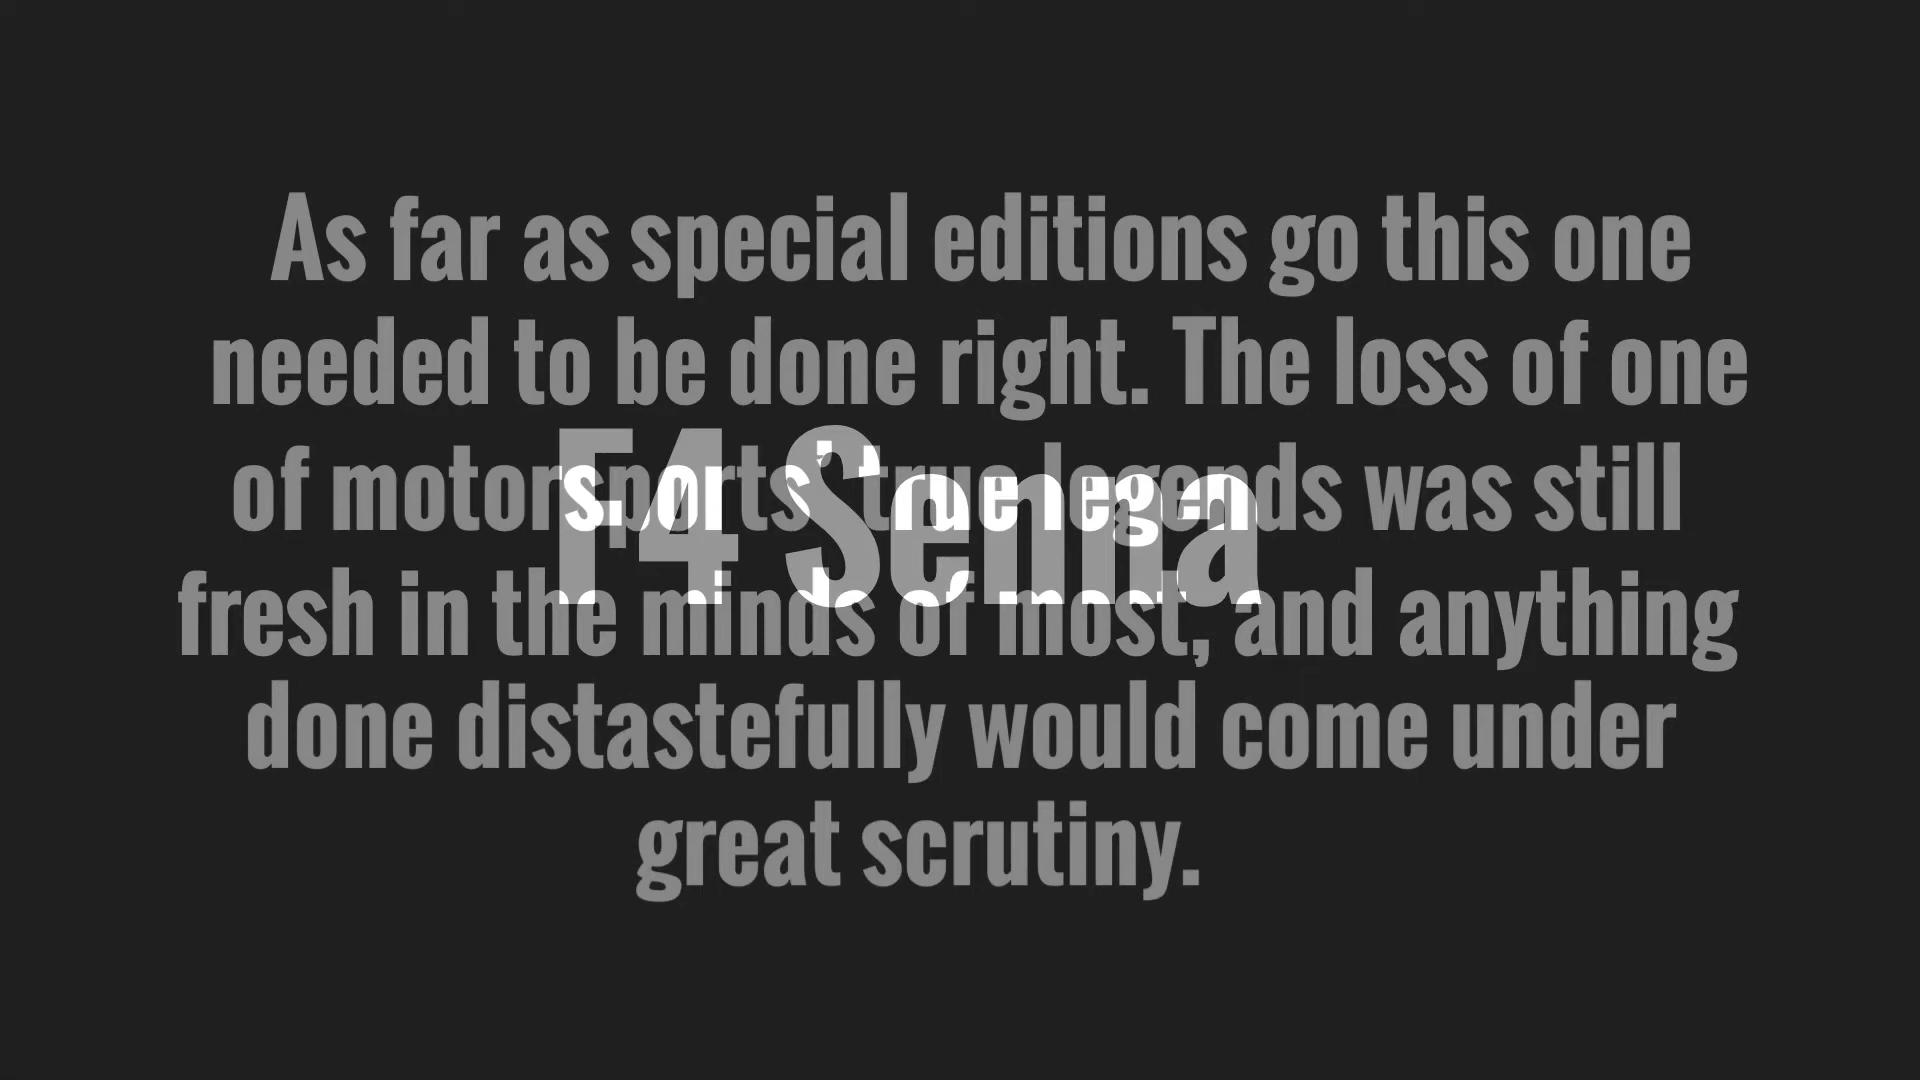 As far as special editions go this one
needed to be done right. The loss of one
of motorsports' true legends was still
F4 Senna
fresh in the minds of most, and anything
done distastefully would come under
great scrutiny.